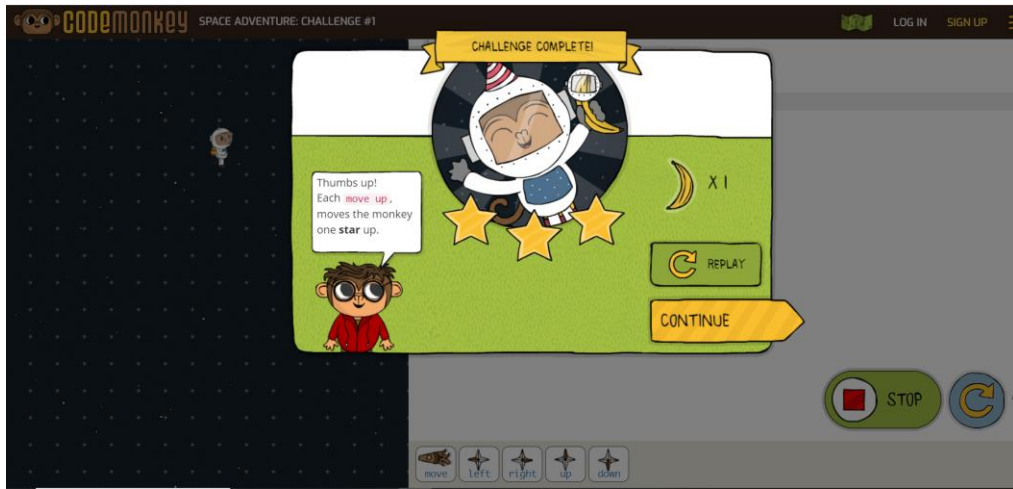 CODEMONKEY SPACE ADVENTURE: CHALLENGE #1 LOG IN SIGN UP
CHALLENGE COMPLETE!
Thumbs up!
Each move up,
moves the monkey
one star up.
X 1
REPLAY
CONTINUE
STOP
move left right up down